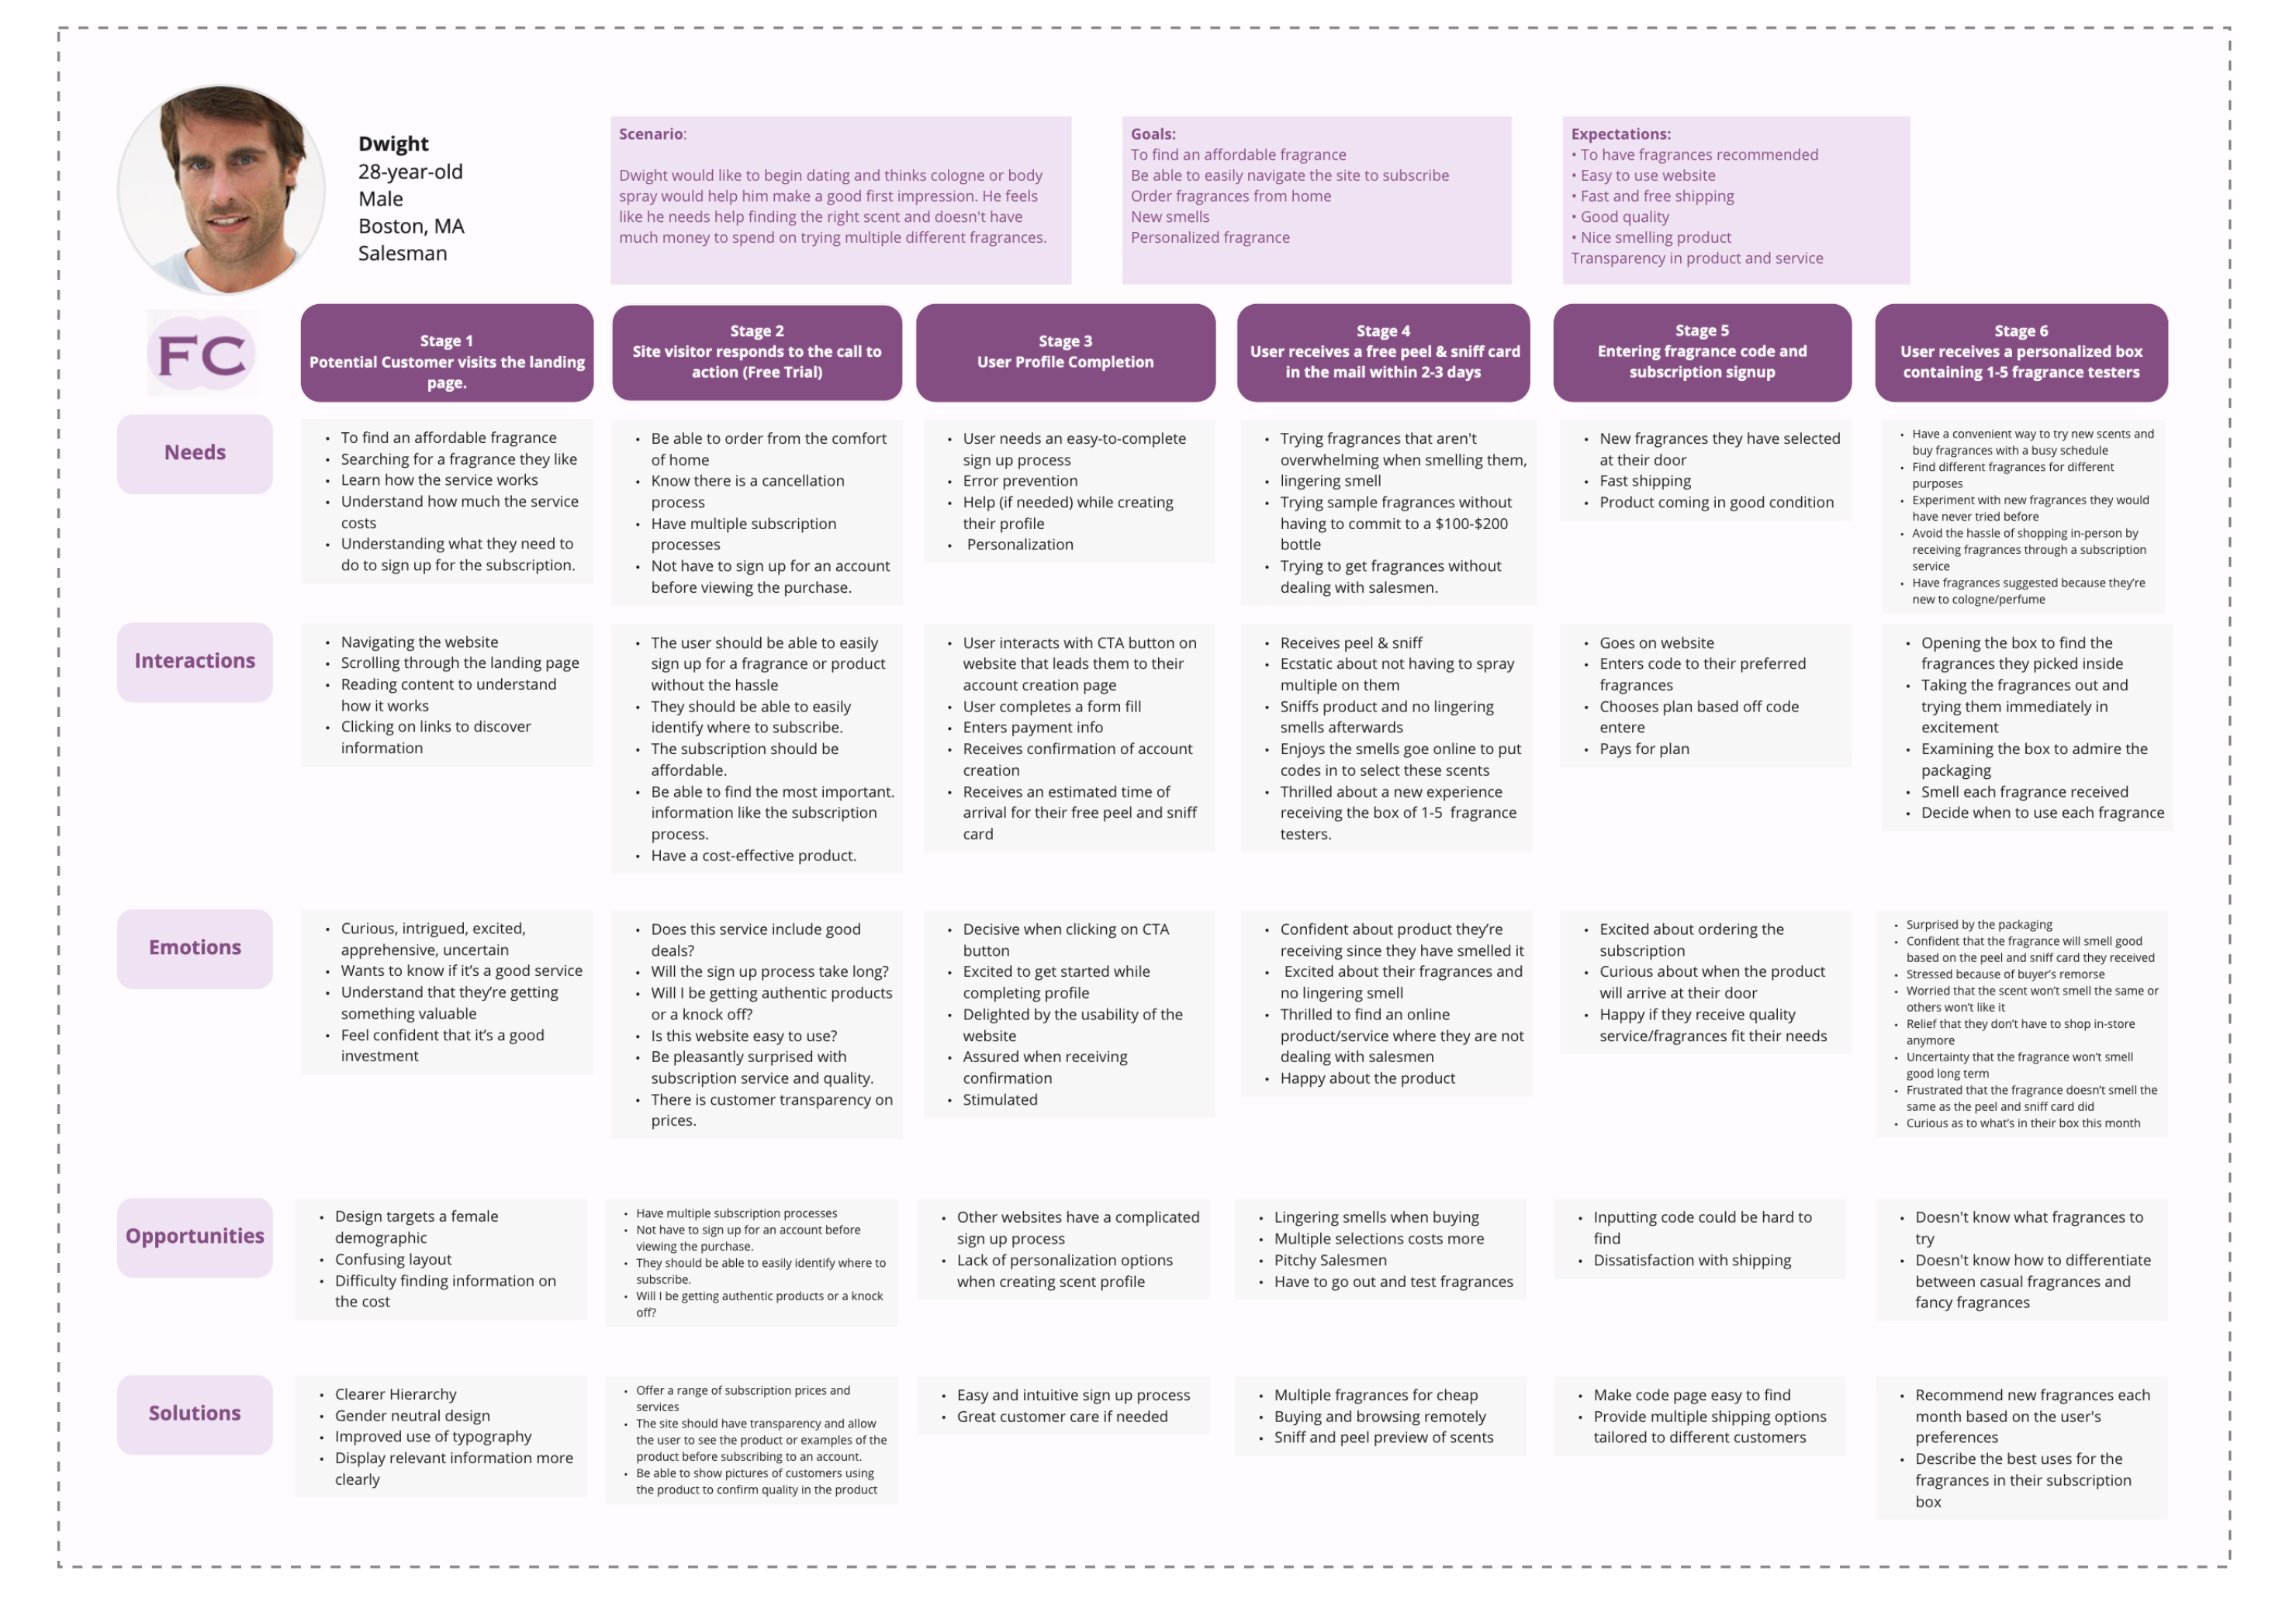 Dwight
28-year-old
Male
Boston, MA
Salesman
Scenario:
Dwight would like to begin dating and thinks cologne or body
spray would help him make a good first impression. He feels
like he needs help finding the right scent and doesn't have
much money to spend on trying multiple different fragrances.
Goals:
To find an affordable fragrance
Be able to easily navigate the site to subscribe
Order fragrances from home
New smells
Personalized fragrance
Expectations:
• To have fragrances recommended
• Easy to use website
• Fast and free shipping
• Good quality
• Nice smelling product
Transparency in product and service
FC
Stage 1
Potential Customer visits the landing
page.
Stage 2
Site visitor responds to the call to
action (Free Trial)
Stage 3
User Profile Completion
Stage 4
User receives a free peel & sniff card
in the mail within 2-3 days
Stage 5
Entering fragrance code and
subscription signup
Stage 6
User receives a personalized box
containing 1-5 fragrance testers
Needs
• To find an affordable fragrance
• Searching for a fragrance they like
• Learn how the service works
• Understand how much the service
costs
• Understanding what they need to
do to sign up for the subscription.
• Be able to order from the comfort
of home
• Know there is a cancellation
process
• Have multiple subscription
processes
• Not have to sign up for an account
before viewing the purchase.
• User needs an easy-to-complete
sign up process
• Error prevention
• Help (if needed) while creating
their profile
• Personalization
• Trying fragrances that aren't
overwhelming when smelling them,
• lingering smell
• Trying sample fragrances without
having to commit to a $100-$200
bottle
• Trying to get fragrances without
dealing with salesmen.
• New fragrances they have selected
at their door
• Fast shipping
• Product coming in good condition
• Have a convenient way to try new scents and
buy fragrances with a busy schedule
• Find different fragrances for different
purposes
• Experiment with new fragrances they would
have never tried before
• Avoid the hassle of shopping in-person by
receiving fragrances through a subscription
service
• Have fragrances suggested because they’re
new to cologne/perfume
Interactions
• Navigating the website
• Scrolling through the landing page
• Reading content to understand
how it works
• Clicking on links to discover
information
• The user should be able to easily
sign up for a fragrance or product
without the hassle
• They should be able to easily
identify where to subscribe.
• The subscription should be
affordable.
• Be able to find the most important.
information like the subscription
process.
• Have a cost-effective product.
• User interacts with CTA button on
website that leads them to their
account creation page
• User completes a form fill
• Enters payment info
• Receives confirmation of account
creation
• Receives an estimated time of
arrival for their free peel and sniff
card
• Receives peel & sniff
• Ecstatic about not having to spray
multiple on them
• Sniffs product and no lingering
smells afterwards
• Enjoys the smells goe online to put
codes in to select these scents
• Thrilled about a new experience
receiving the box of 1-5 fragrance
testers.
• Goes on website
• Enters code to their preferred
fragrances
• Chooses plan based off code
entere
• Pays for plan
• Opening the box to find the
fragrances they picked inside
• Taking the fragrances out and
trying them immediately in
excitement
• Examining the box to admire the
packaging
• Smell each fragrance received
• Decide when to use each fragrance
Emotions
• Curious, intrigued, excited,
apprehensive, uncertain
• Wants to know if it’s a good service
• Understand that they’re getting
something valuable
• Feel confident that it’s a good
investment
• Does this service include good
deals?
• Will the sign up process take long?
• Will I be getting authentic products
or a knock off?
• Is this website easy to use?
• Be pleasantly surprised with
subscription service and quality.
• There is customer transparency on
prices.
• Decisive when clicking on CTA
button
• Excited to get started while
completing profile
• Delighted by the usability of the
website
• Assured when receiving
confirmation
• Stimulated
• Confident about product they’re
receiving since they have smelled it
• Excited about their fragrances and
no lingering smell
• Thrilled to find an online
product/service where they are not
dealing with salesmen
• Happy about the product
• Excited about ordering the
subscription
• Curious about when the product
will arrive at their door
• Happy if they receive quality
service/fragrances fit their needs
• Surprised by the packaging
• Confident that the fragrance will smell good
based on the peel and sniff card they received
• Stressed because of buyer’s remorse
• Worried that the scent won’t smell the same or
others won’t like it
• Relief that they don’t have to shop in-store
anymore
• Uncertainty that the fragrance won’t smell
good long term
• Frustrated that the fragrance doesn’t smell the
same as the peel and sniff card did
• Curious as to what’s in their box this month
Opportunities
• Design targets a female
demographic
• Confusing layout
• Difficulty finding information on
the cost
• Have multiple subscription processes
• Not have to sign up for an account before
viewing the purchase.
• They should be able to easily identify where to
subscribe.
• Will I be getting authentic products or a knock
off?
• Other websites have a complicated
sign up process
• Lack of personalization options
when creating scent profile
• Lingering smells when buying
• Multiple selections costs more
• Pitchy Salesmen
• Have to go out and test fragrances
• Inputting code could be hard to
find
• Dissatisfaction with shipping
• Doesn't know what fragrances to
try
• Doesn't know how to differentiate
between casual fragrances and
fancy fragrances
Solutions
• Clearer Hierarchy
• Gender neutral design
• Improved use of typography
• Display relevant information more
clearly
• Offer a range of subscription prices and
services
• The site should have transparency and allow
the user to see the product or examples of the
product before subscribing to an account.
• Be able to show pictures of customers using
the product to confirm quality in the product
• Easy and intuitive sign up process
• Great customer care if needed
• Multiple fragrances for cheap
• Buying and browsing remotely
• Sniff and peel preview of scents
• Make code page easy to find
• Provide multiple shipping options
tailored to different customers
• Recommend new fragrances each
month based on the user's
preferences
• Describe the best uses for the
fragrances in their subscription
box